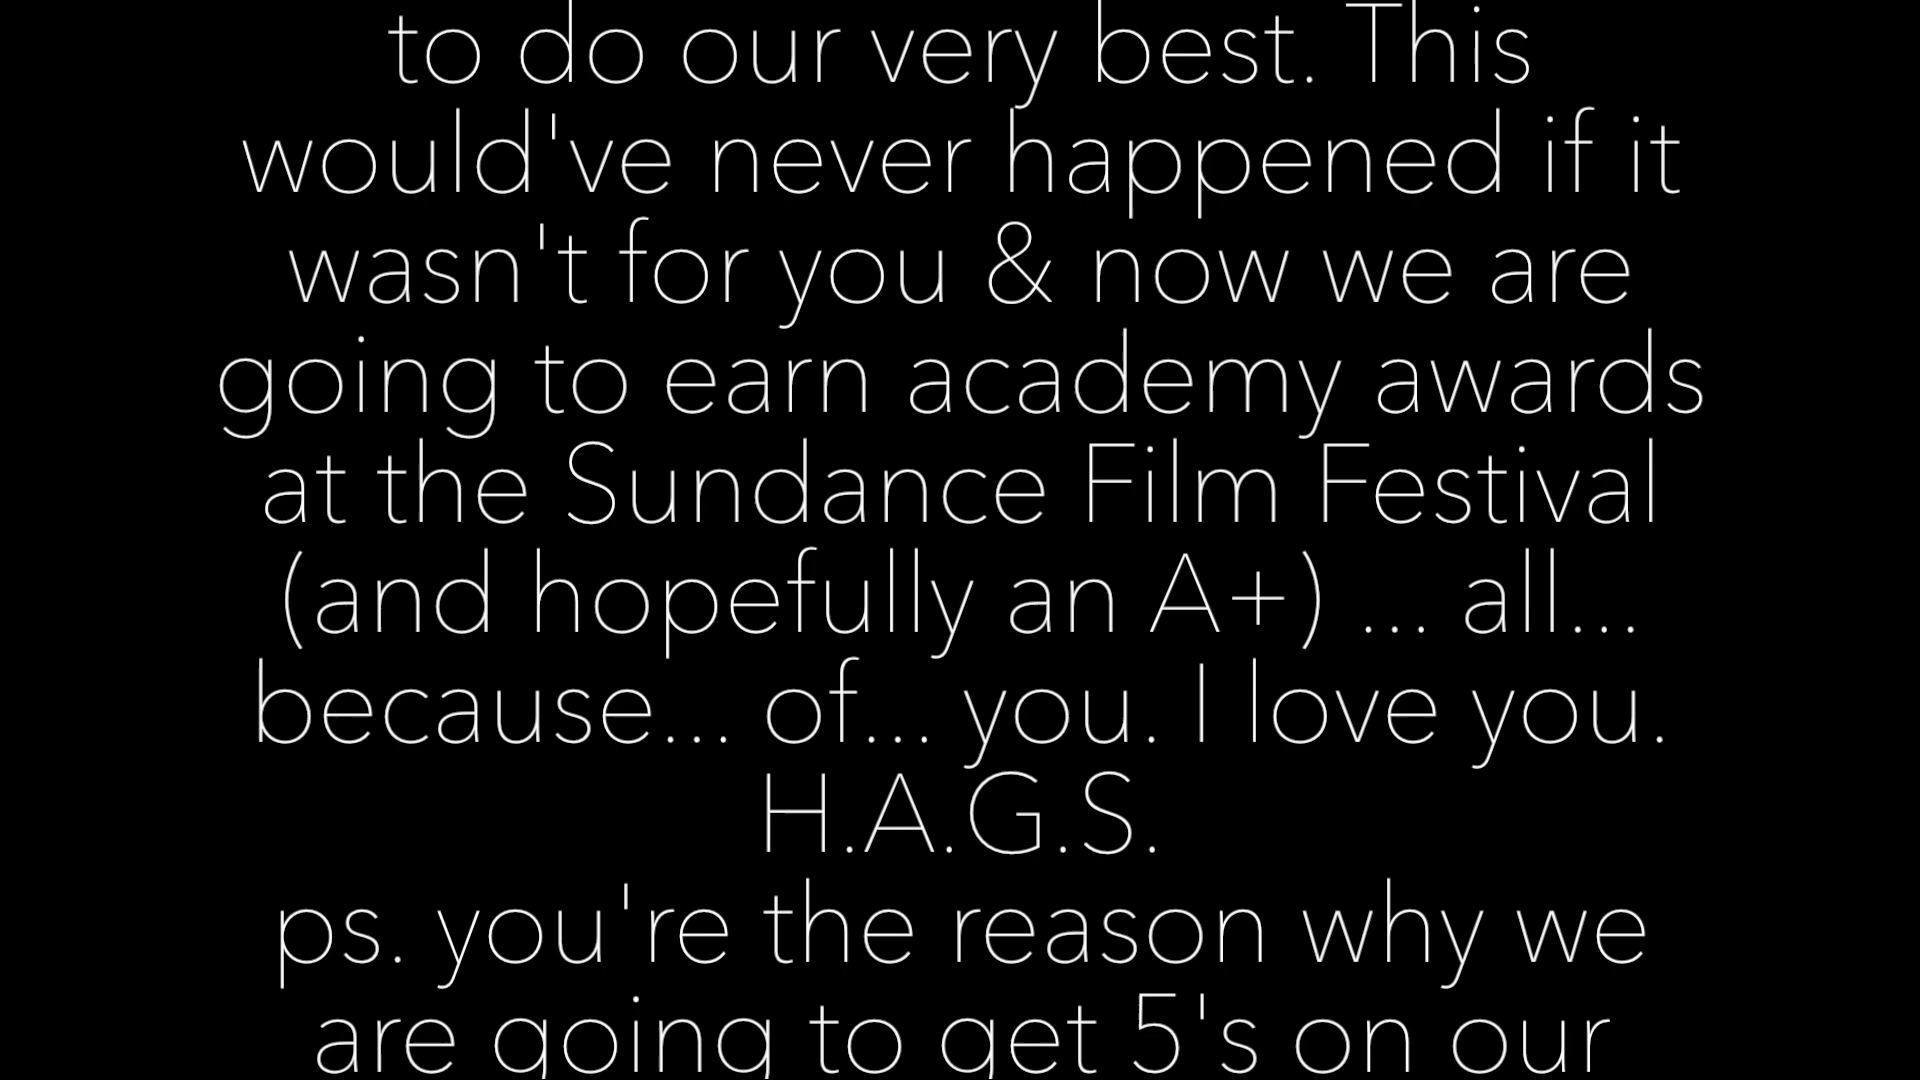 to do our very best. This
would've never happened if it
wasn't for you & now we are
going to earn academy awards
at the Sundance Film Festival
(and hopefully an A+) ... all...
because... of... you. I love you.
H.A.G.S.
ps. you're the reason why we
are going to get 5's on our